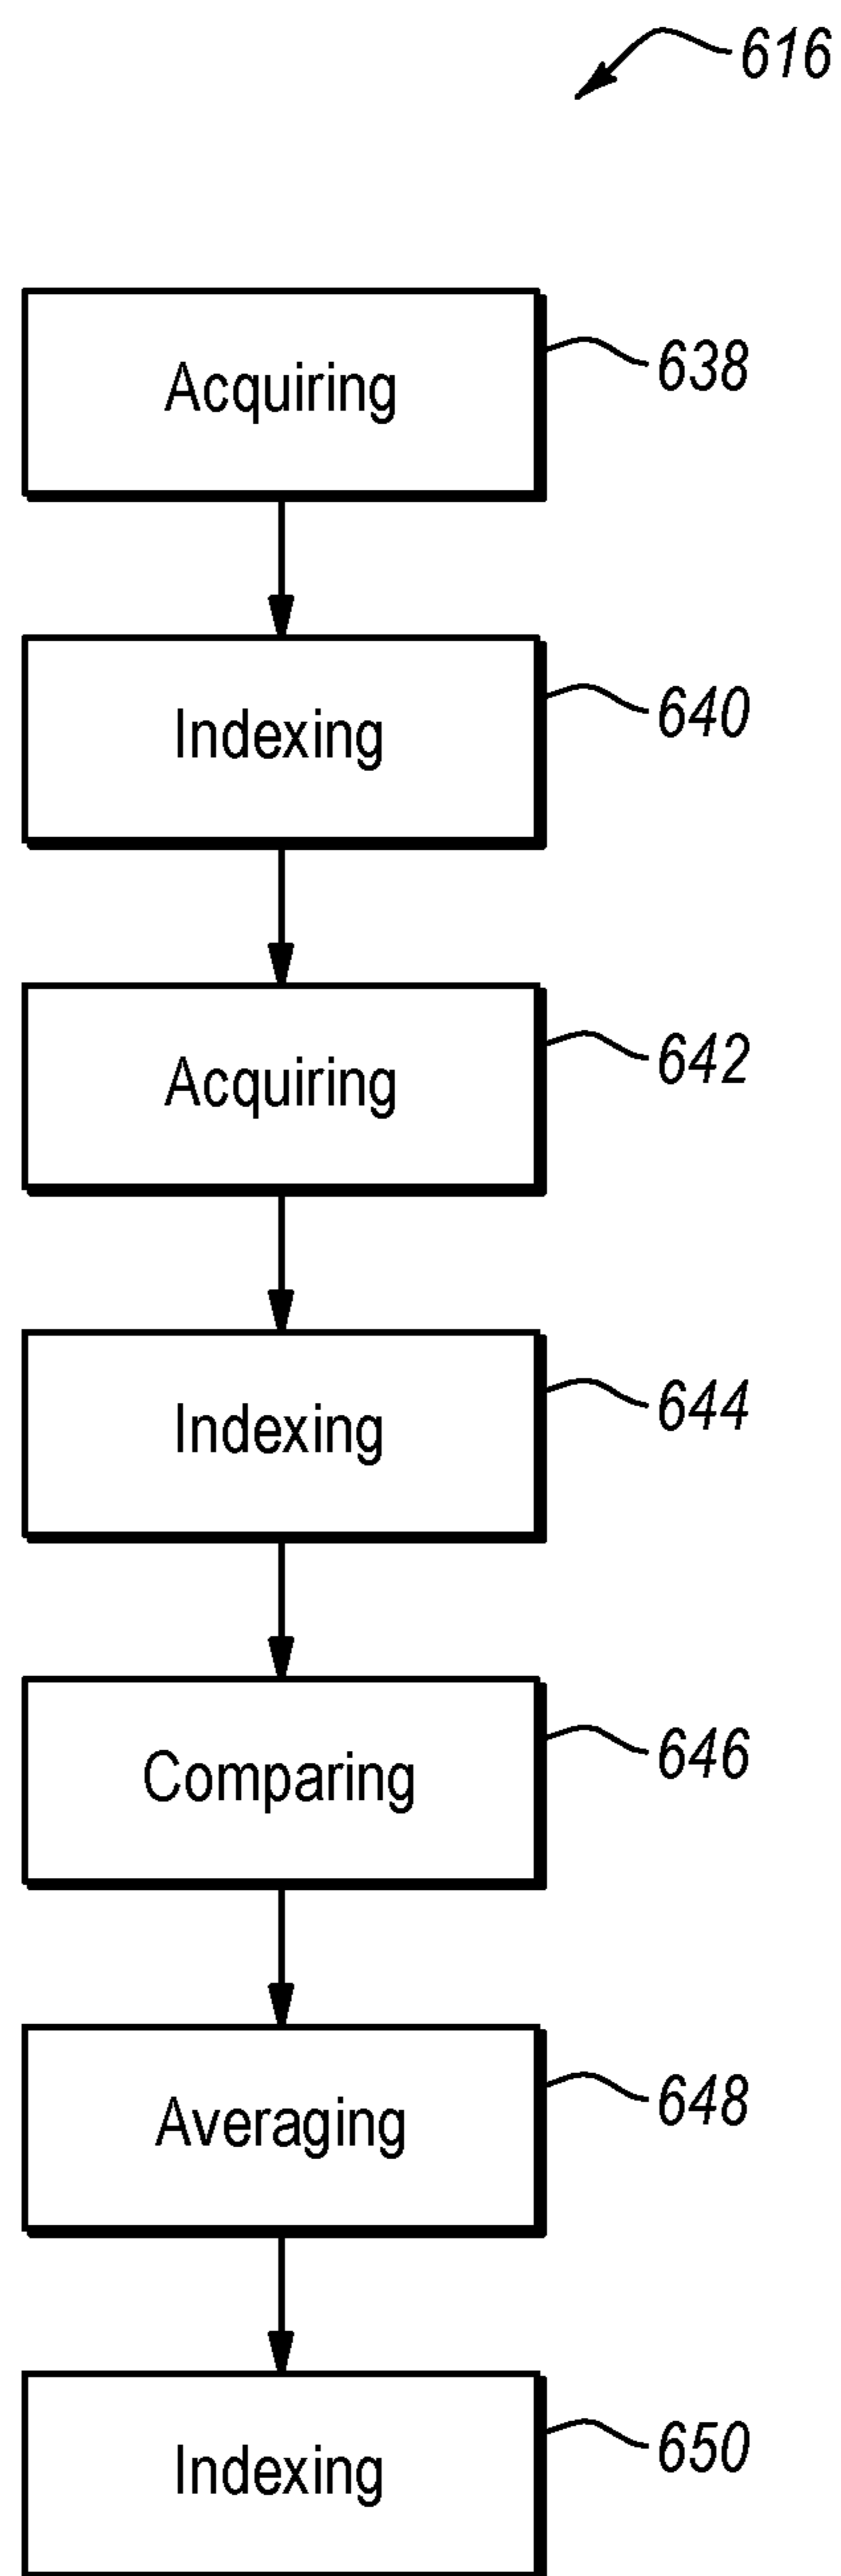 616
Acquiring 638
Indexing 640
Acquiring 642
Indexing 644
Comparing 646
Averaging 648
Indexing 650